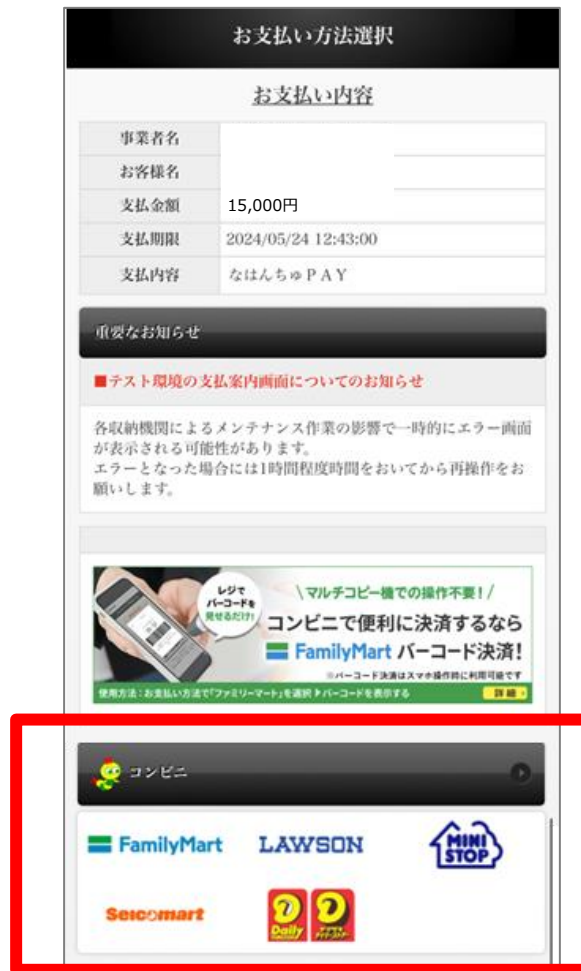 お支払い方法選択
お支払い内容
事業者名
お客様名
支払金額 15,000円
支払期限 2024/05/24 12:43:00
支払内容 なはんちゅPAY
重要なお知らせ
■テスト環境の支払案内画面についてのお知らせ
各収納機関によるメンテナンス作業の影響で一時的にエラー画面
が表示される可能性があります。
エラーとなった場合には1時間程度時間をおいてから再操作をお
願いします。
レジで
バーコードを
見せるだけ!
\マルチコピー機での操作不要!/
コンビニで便利に決済するなら
FamilyMart バーコード決済!
※バーコード決済はスマホ操作時に利用可能です
使用方法:お支払い方法で「ファミリーマート」を選択▶バーコードを表示する 詳細
コンビニ
FamilyMart LAWSON MINI STOP
Seicomart Daily